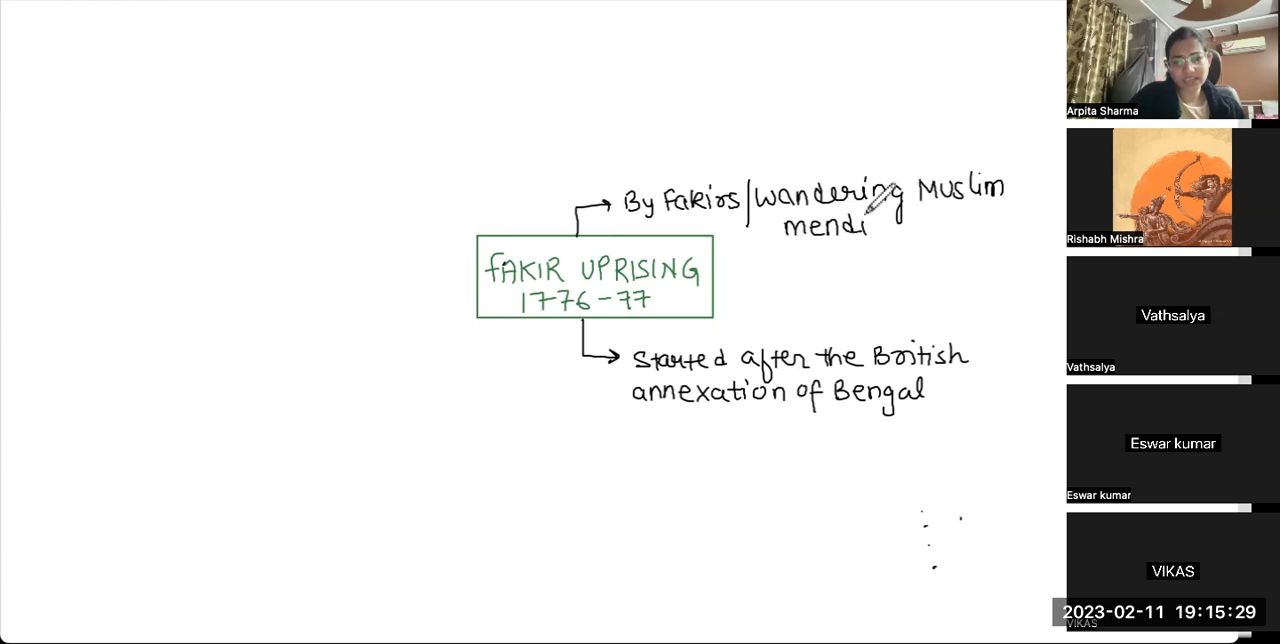 By Fakirs/wandering Muslim
mendi
FAKIR UPRISING
1776-77
Started after the British
annexation of Bengal
Arpita Sharma
Rishabh Mishra
Vathsalya
Vathsalya
Eswar kumar
Eswar kumar
VIKAS
2023-02-11 19:15:29
VIKAS